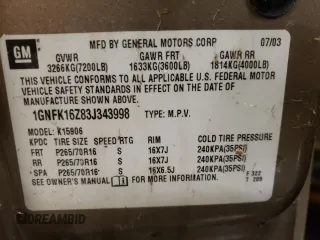 GM
MFD BY GENERAL MOTORS CORP 07/03
GVWR GAWR FRT GAWR RR
3266KG(7200LB) 1633KG(3600LB) 1814KG(4000LB)
THIS VEHICLE CONFORMS TO ALL APPLICABLE U.S. FEDERAL MOTOR
VEHICLE SAFETY STANDARDS IN EFFECT ON THE DATE OF
MANUFACTURE SHOWN ABOVE.
1GNFK16Z83J343998 TYPE: M.P.V.
MODEL: K15906
KPDC TIRE SIZE SPEED RTG RIM COLD TIRE PRESSURE
FRT P265/70R16 S 16X7J 240KPA(35PSI)
RR P265/70R16 S 16X7J 240KPA(35PSI)
SPA P265/70R16 S 16X6.5J 240KPA(35PSI)
SEE OWNER'S MANUAL FOR
DREAMBID